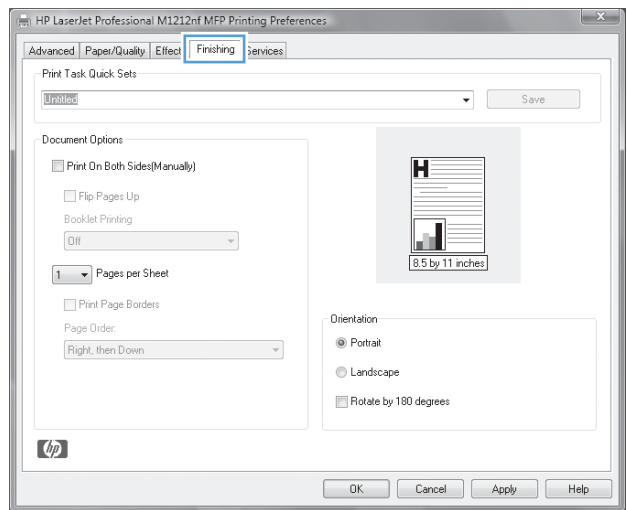 HP LaserJet Professional M1212nf MFP Printing Preferences
Advanced Paper/Quality Effect Finishing Services
Print Task Quick Sets
Untitled Save
Document Options
Print On Both Sides(Manually)
Flip Pages Up
Booklet Printing
Off
1 Pages per Sheet
Print Page Borders
Page Order:
Right, then Down
H
8.5 by 11 inches
Orientation
Portrait
Landscape
Rotate by 180 degrees
hp
OK Cancel Apply Help